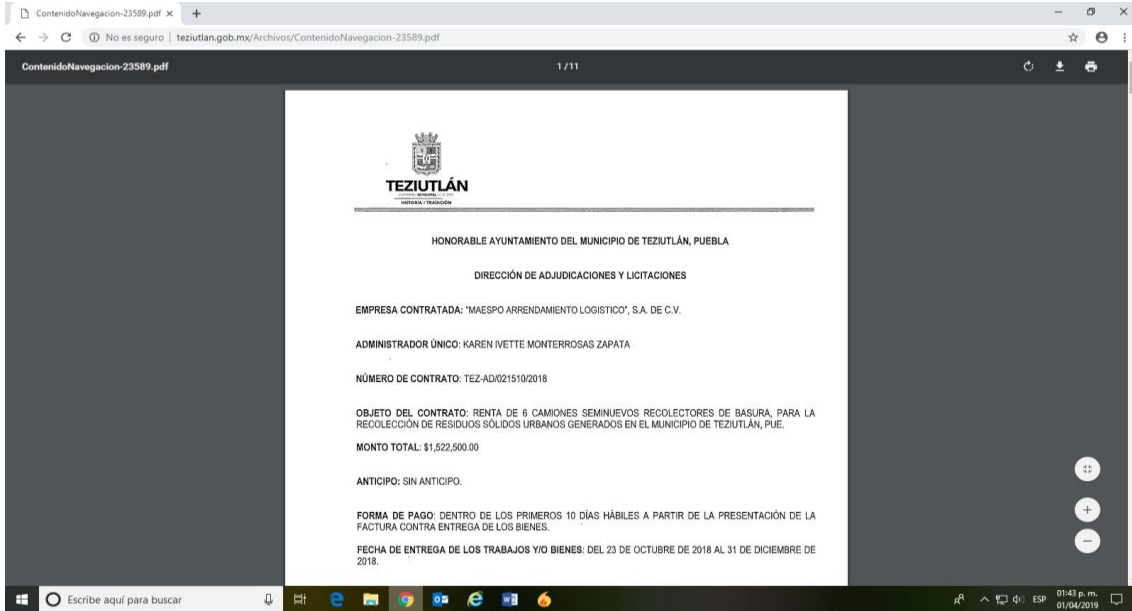 ContenidoNavegacion-23589.pdf
No es seguro | teziutlan.gob.mx/Archivos/ContenidoNavegacion-23589.pdf
ContenidoNavegacion-23589.pdf
1 / 11
TEZIUTLÁN
HISTORIA Y TRADICIÓN
HONORABLE AYUNTAMIENTO DEL MUNICIPIO DE TEZIUTLÁN, PUEBLA
DIRECCIÓN DE ADJUDICACIONES Y LICITACIONES
EMPRESA CONTRATADA: "MAESPO ARRENDAMIENTO LOGISTICO", S.A. DE C.V.
ADMINISTRADOR ÚNICO: KAREN IVETTE MONTERROSAS ZAPATA
NÚMERO DE CONTRATO: TEZ-AD/021510/2018
OBJETO DEL CONTRATO: RENTA DE 6 CAMIONES SEMINUEVOS RECOLECTORES DE BASURA, PARA LA
RECOLECCIÓN DE RESIDUOS SÓLIDOS URBANOS GENERADOS EN EL MUNICIPIO DE TEZIUTLÁN, PUE.
MONTO TOTAL: $1,522,500.00
ANTICIPO: SIN ANTICIPO.
FORMA DE PAGO: DENTRO DE LOS PRIMEROS 10 DÍAS HÁBILES A PARTIR DE LA PRESENTACIÓN DE LA
FACTURA CONTRA ENTREGA DE LOS BIENES.
FECHA DE ENTREGA DE LOS TRABAJOS Y/O BIENES: DEL 23 DE OCTUBRE DE 2018 AL 31 DE DICIEMBRE DE
2018.
Escribe aquí para buscar
ESP
01:43 p. m.
01/04/2019